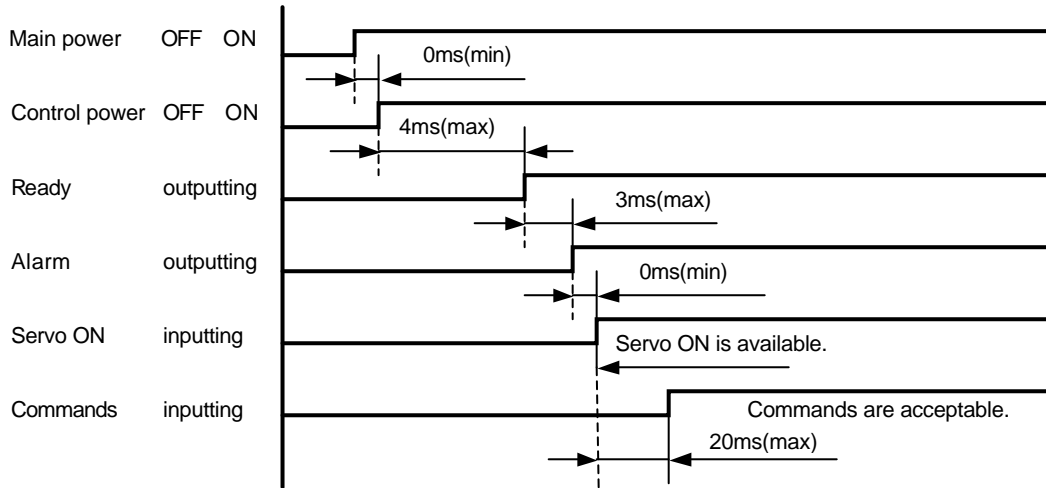 Main power OFF ON
0ms(min)
Control power OFF ON
4ms(max)
Ready outputting
3ms(max)
Alarm outputting
0ms(min)
Servo ON inputting
Servo ON is available.
Commands inputting
Commands are acceptable.
20ms(max)